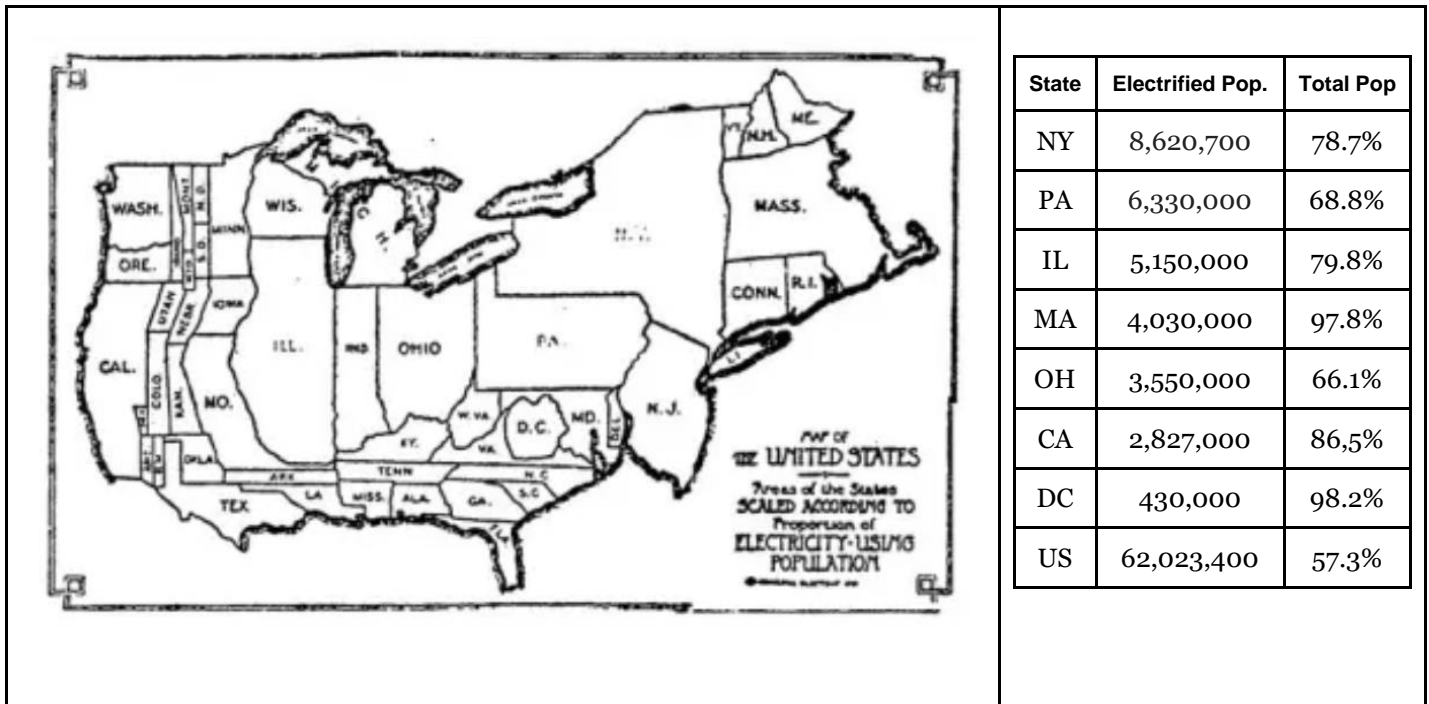 ME.
VT.
N.H.
WASH.
MONT
N.D.
WIS.
MASS.
MINN
N.Y.
ORE.
S.D.
CONN.
R.I.
UTAH
NEBR
IOWA
ILL.
IND.
OHIO
PA.
L.I.
CAL.
COLO.
KAN.
MO.
N.J.
W.VA
D.C.
MD.
DEL
KY.
VA.
OKLA
ARK
TENN
N.C
TEX
LA
MISS.
ALA.
GA.
S.C
FLA
MAP OF
THE UNITED STATES
Areas of the States
SCALED ACCORDING TO
Proportion of
ELECTRICITY-USING
POPULATION
State Electrified Pop. Total Pop
NY 8,620,700 78.7%
PA 6,330,000 68.8%
IL 5,150,000 79.8%
MA 4,030,000 97.8%
OH 3,550,000 66.1%
CA 2,827,000 86,5%
DC 430,000 98.2%
US 62,023,400 57.3%